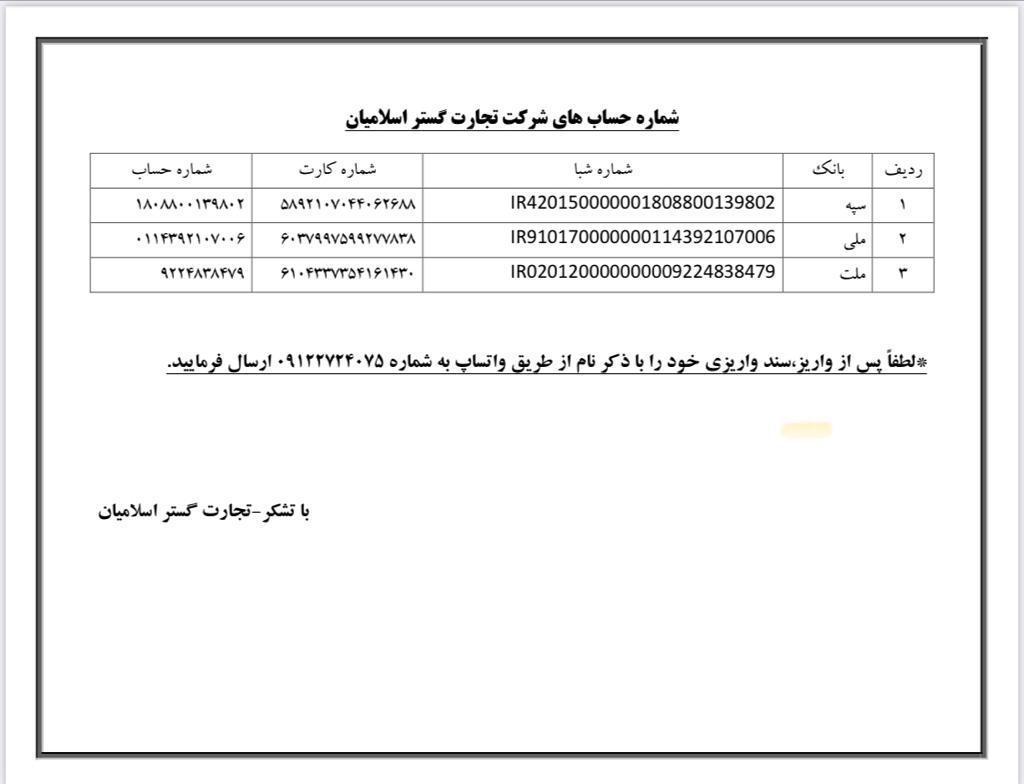 شماره حساب های شرکت تجارت گستر اسلامیان
ردیف بانک شماره شبا شماره کارت شماره حساب
۱ سپه IR420150000001808800139802 ۵۸۹۲۱۰۷۰۴۴۰۶۲۶۸۸ ۱۸۰۸۸۰۰۱۳۹۸۰۲
۲ ملی IR910170000000114392107006 ۶۰۳۷۹۹۷۵۹۹۲۷۷۸۳۸ ۰۱۱۴۳۹۲۱۰۷۰۰۶
۳ ملت IR020120000000009224838479 ۶۱۰۴۳۳۷۳۵۴۱۶۱۴۳۰ ۹۲۲۴۸۳۸۴۷۹
*لطفاً پس از واریز،سند واریزی خود را با ذکر نام از طریق واتساپ به شماره ۰۹۱۲۲۷۲۴۰۷۵ ارسال فرمایید.
با تشکر-تجارت گستر اسلامیان